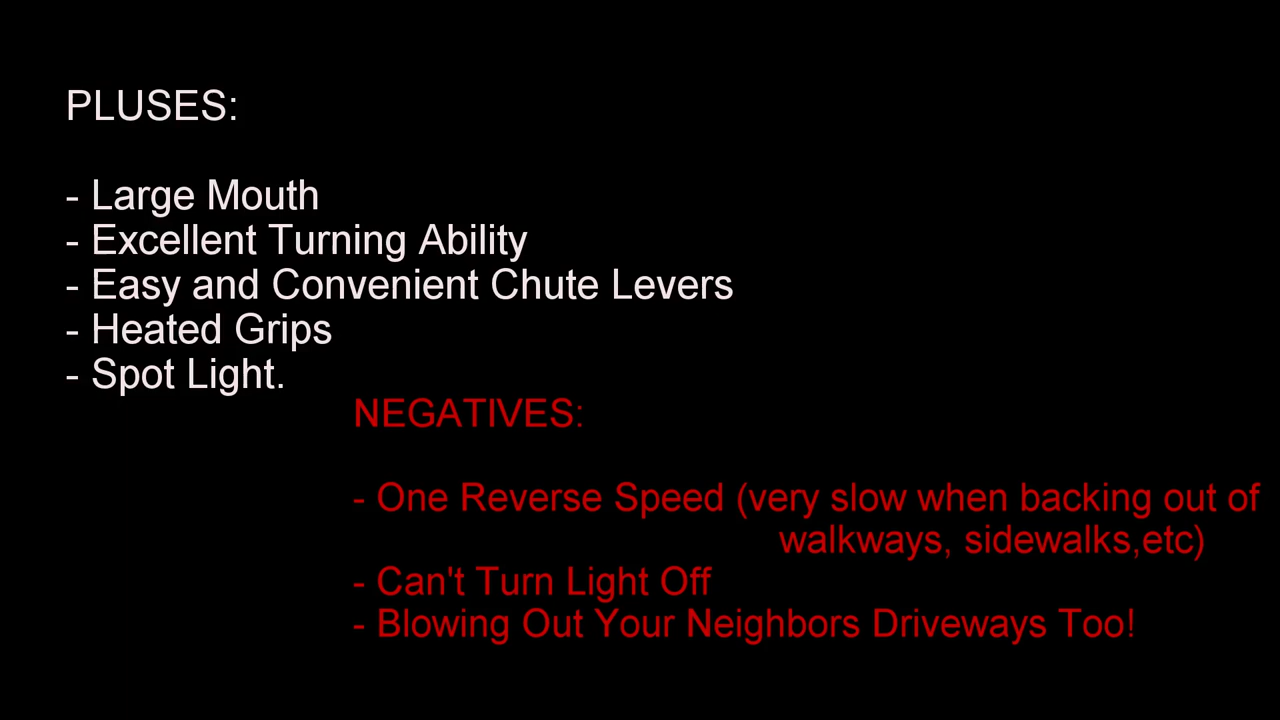 PLUSES:
- Large Mouth
- Excellent Turning Ability
- Easy and Convenient Chute Levers
- Heated Grips
- Spot Light.
NEGATIVES:
- One Reverse Speed (very slow when backing out of
walkways, sidewalks,etc)
- Can't Turn Light Off
- Blowing Out Your Neighbors Driveways Too!